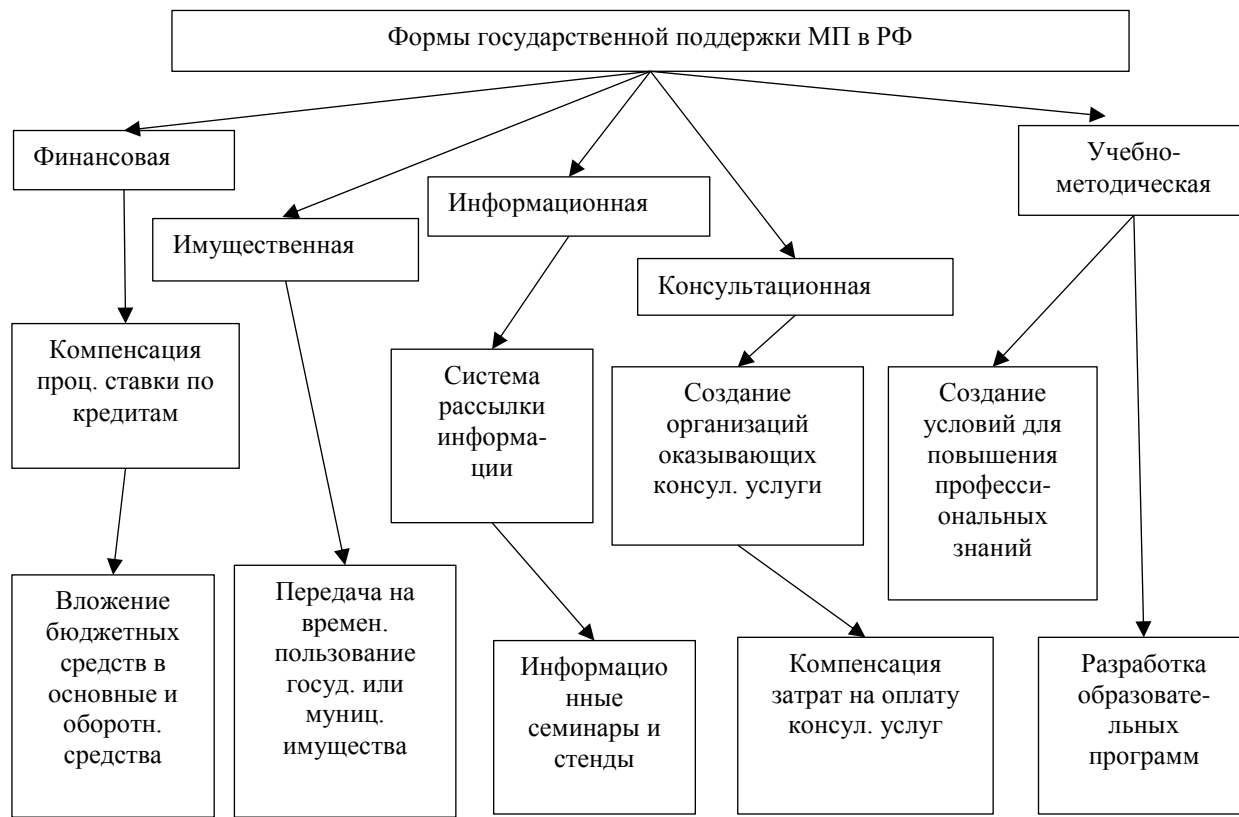 Формы государственной поддержки МП в РФ
Финансовая
Учебно-
методическая
Информационная
Имущественная
Консультационная
Компенсация
проц. ставки по
кредитам
Система
рассылки
информа-
ции
Создание
организаций
оказывающих
консул. услуги
Создание
условий для
повышения
професси-
ональных
знаний
Вложение
бюджетных
средств в
основные и
оборотн.
средства
Передача на
времен.
пользование
госуд. или
муниц.
имущества
Информацио
нные
семинары и
стенды
Компенсация
затрат на оплату
консул. услуг
Разработка
образовате-
льных
программ